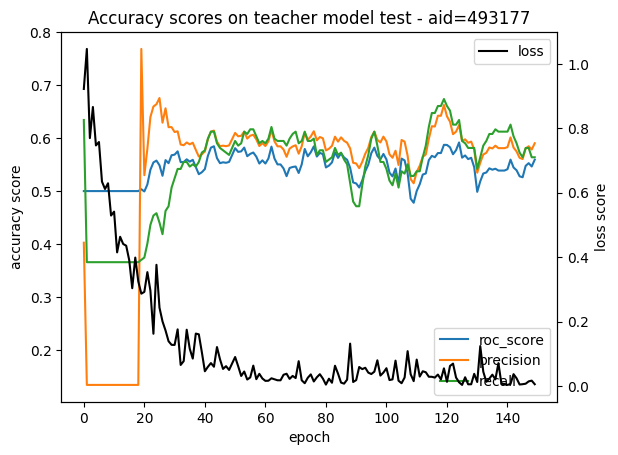 Accuracy scores on teacher model test - aid=493177
accuracy score
0.8
0.7
0.6
0.5
0.4
0.3
0.2
loss
1.0
0.8
0.6
0.4
0.2
0.0
loss score
roc_score
precision
recall
0
20
40
60
80
100
120
140
epoch